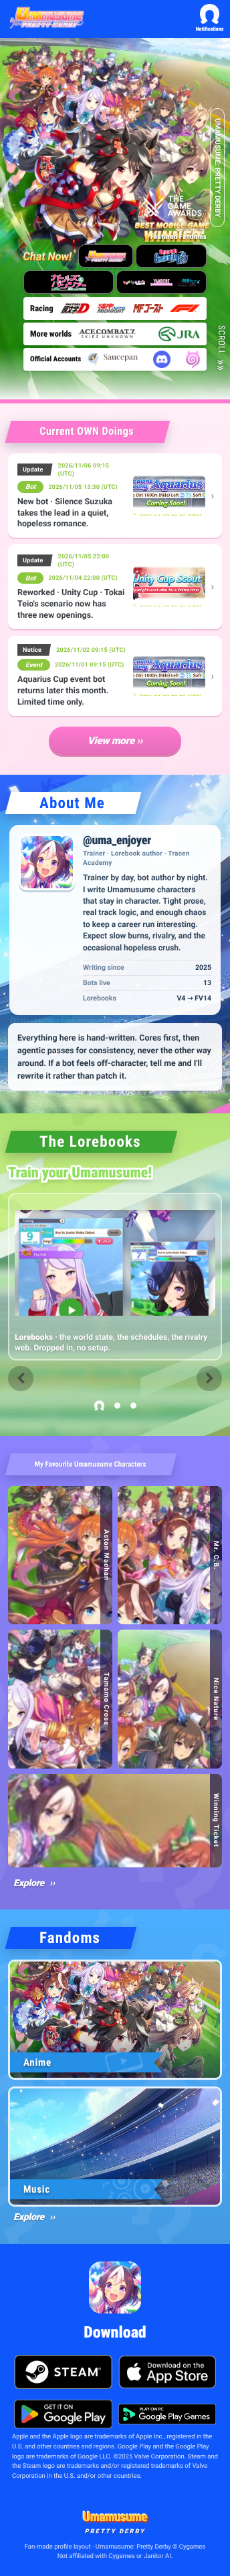 Umamusume
PRETTY DERBY
Notifications
UMAMUSUME: PRETTY DERBY
THE
GAME
AWARDS
BEST MOBILE GAME
WINNER
Chat Now!
Racing
頭文字D
MFゴースト
F1
More worlds
ACECOMBAT
SKIES UNKNOWN
JRA
Official Accounts
Saucepan
SCROLL »
Current OWN Doings
Update
2026/11/06 09:15
(UTC)
Bot
2026/11/05 13:30 (UTC)
New bot · Silence Suzuka
takes the lead in a quiet,
hopeless romance.
Aquarius
Coming Soon!
Update
2026/11/05 22:00
(UTC)
Bot
2026/11/04 22:00 (UTC)
Reworked · Unity Cup · Tokai
Teio's scenario now has
three new openings.
Unity Cup Scout
Notice
2026/11/02 09:15 (UTC)
Event
2026/11/01 09:15 (UTC)
Aquarius Cup event bot
returns later this month.
Limited time only.
Aquarius
Coming Soon!
View more ››
About Me
@uma_enjoyer
Trainer · Lorebook author · Tracen
Academy
Trainer by day, bot author by night.
I write Umamusume characters
that stay in character. Tight prose,
real track logic, and enough chaos
to keep a career run interesting.
Expect slow burns, rivalry, and the
occasional hopeless crush.
Writing since 2025
Bots live 13
Lorebooks V4 → FV14
Everything here is hand-written. Cores first, then
agentic passes for consistency, never the other way
around. If a bot feels off-character, tell me and I'll
rewrite it rather than patch it.
The Lorebooks
Train your Umamusume!
Lorebooks · the world state, the schedules, the rivalry
web. Dropped in, no setup.
My Favourite Umamusume Characters
Aston Machan
Mr. C.B.
Tamamo Cross
Nice Nature
Winning Ticket
Explore ››
Fandoms
Anime
Music
Explore ››
Download
STEAM®
Download on the
App Store
GET IT ON
Google Play
PLAY ON PC
Google Play Games
Apple and the Apple logo are trademarks of Apple Inc., registered in the
U.S. and other countries and regions. Google Play and the Google Play
logo are trademarks of Google LLC. ©2025 Valve Corporation. Steam and
the Steam logo are trademarks and/or registered trademarks of Valve
Corporation in the U.S. and/or other countries.
Umamusume
PRETTY DERBY
Fan-made profile layout · Umamusume: Pretty Derby © Cygames
Not affiliated with Cygames or Janitor AI.